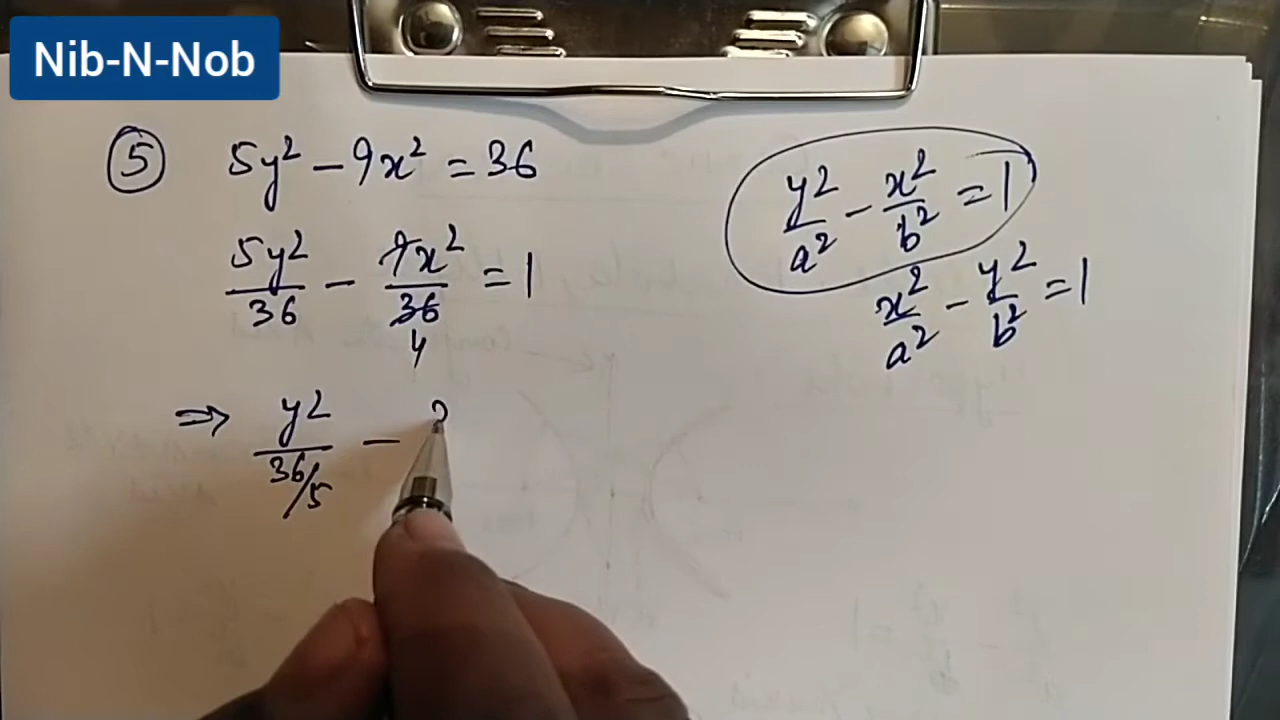 Nib-N-Nob
⑤ 5y² - 9x² = 36
5y²/36 - 9x²/36 = 1
4
⇒ y²/36/5 -
y²/a² - x²/b² = 1
x²/a² - y²/b² = 1